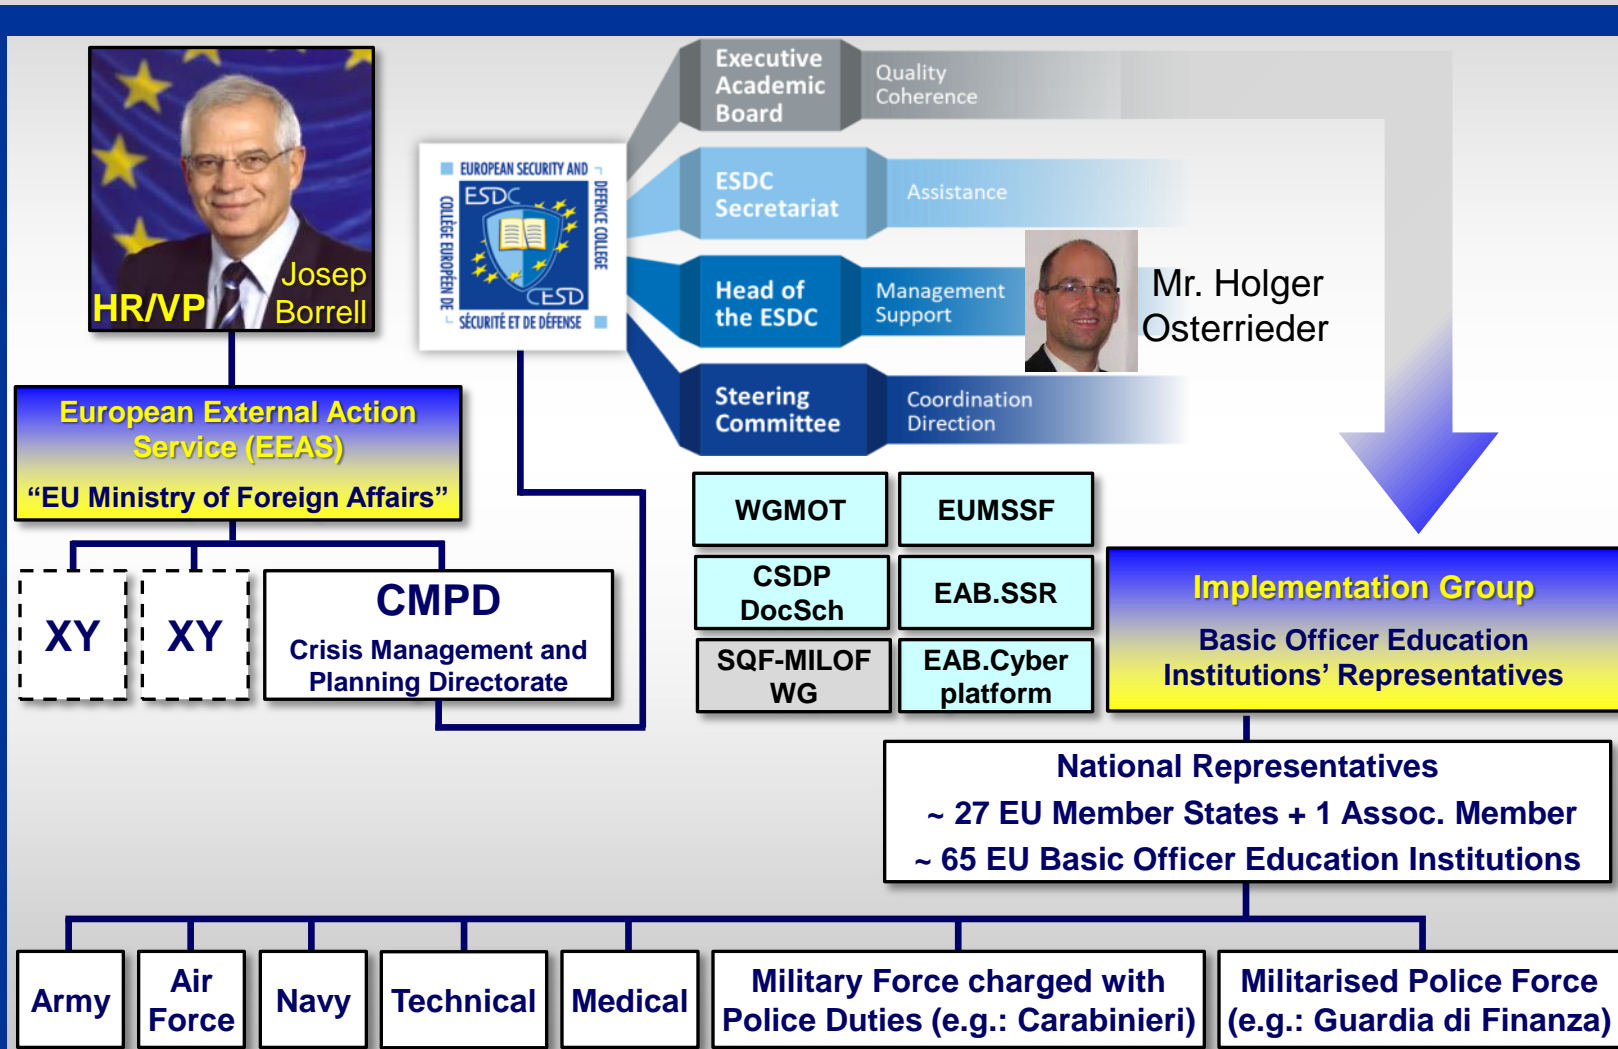 HR/VP
Josep
Borrell
EUROPEAN SECURITY AND
DEFENCE COLLEGE
COLLÈGE EUROPÉEN DE
SÉCURITÉ ET DE DÉFENSE
ESDC
CESD
Executive
Academic
Board
Quality
Coherence
ESDC
Secretariat
Assistance
Head of
the ESDC
Management
Support
Mr. Holger
Osterrieder
Steering
Committee
Coordination
Direction
European External Action
Service (EEAS)
“EU Ministry of Foreign Affairs”
XY
XY
CMPD
Crisis Management and
Planning Directorate
WGMOT
EUMSSF
CSDP
DocSch
EAB.SSR
SQF-MILOF
WG
EAB.Cyber
platform
Implementation Group
Basic Officer Education
Institutions’ Representatives
National Representatives
~ 27 EU Member States + 1 Assoc. Member
~ 65 EU Basic Officer Education Institutions
Army
Air
Force
Navy
Technical
Medical
Military Force charged with
Police Duties (e.g.: Carabinieri)
Militarised Police Force
(e.g.: Guardia di Finanza)